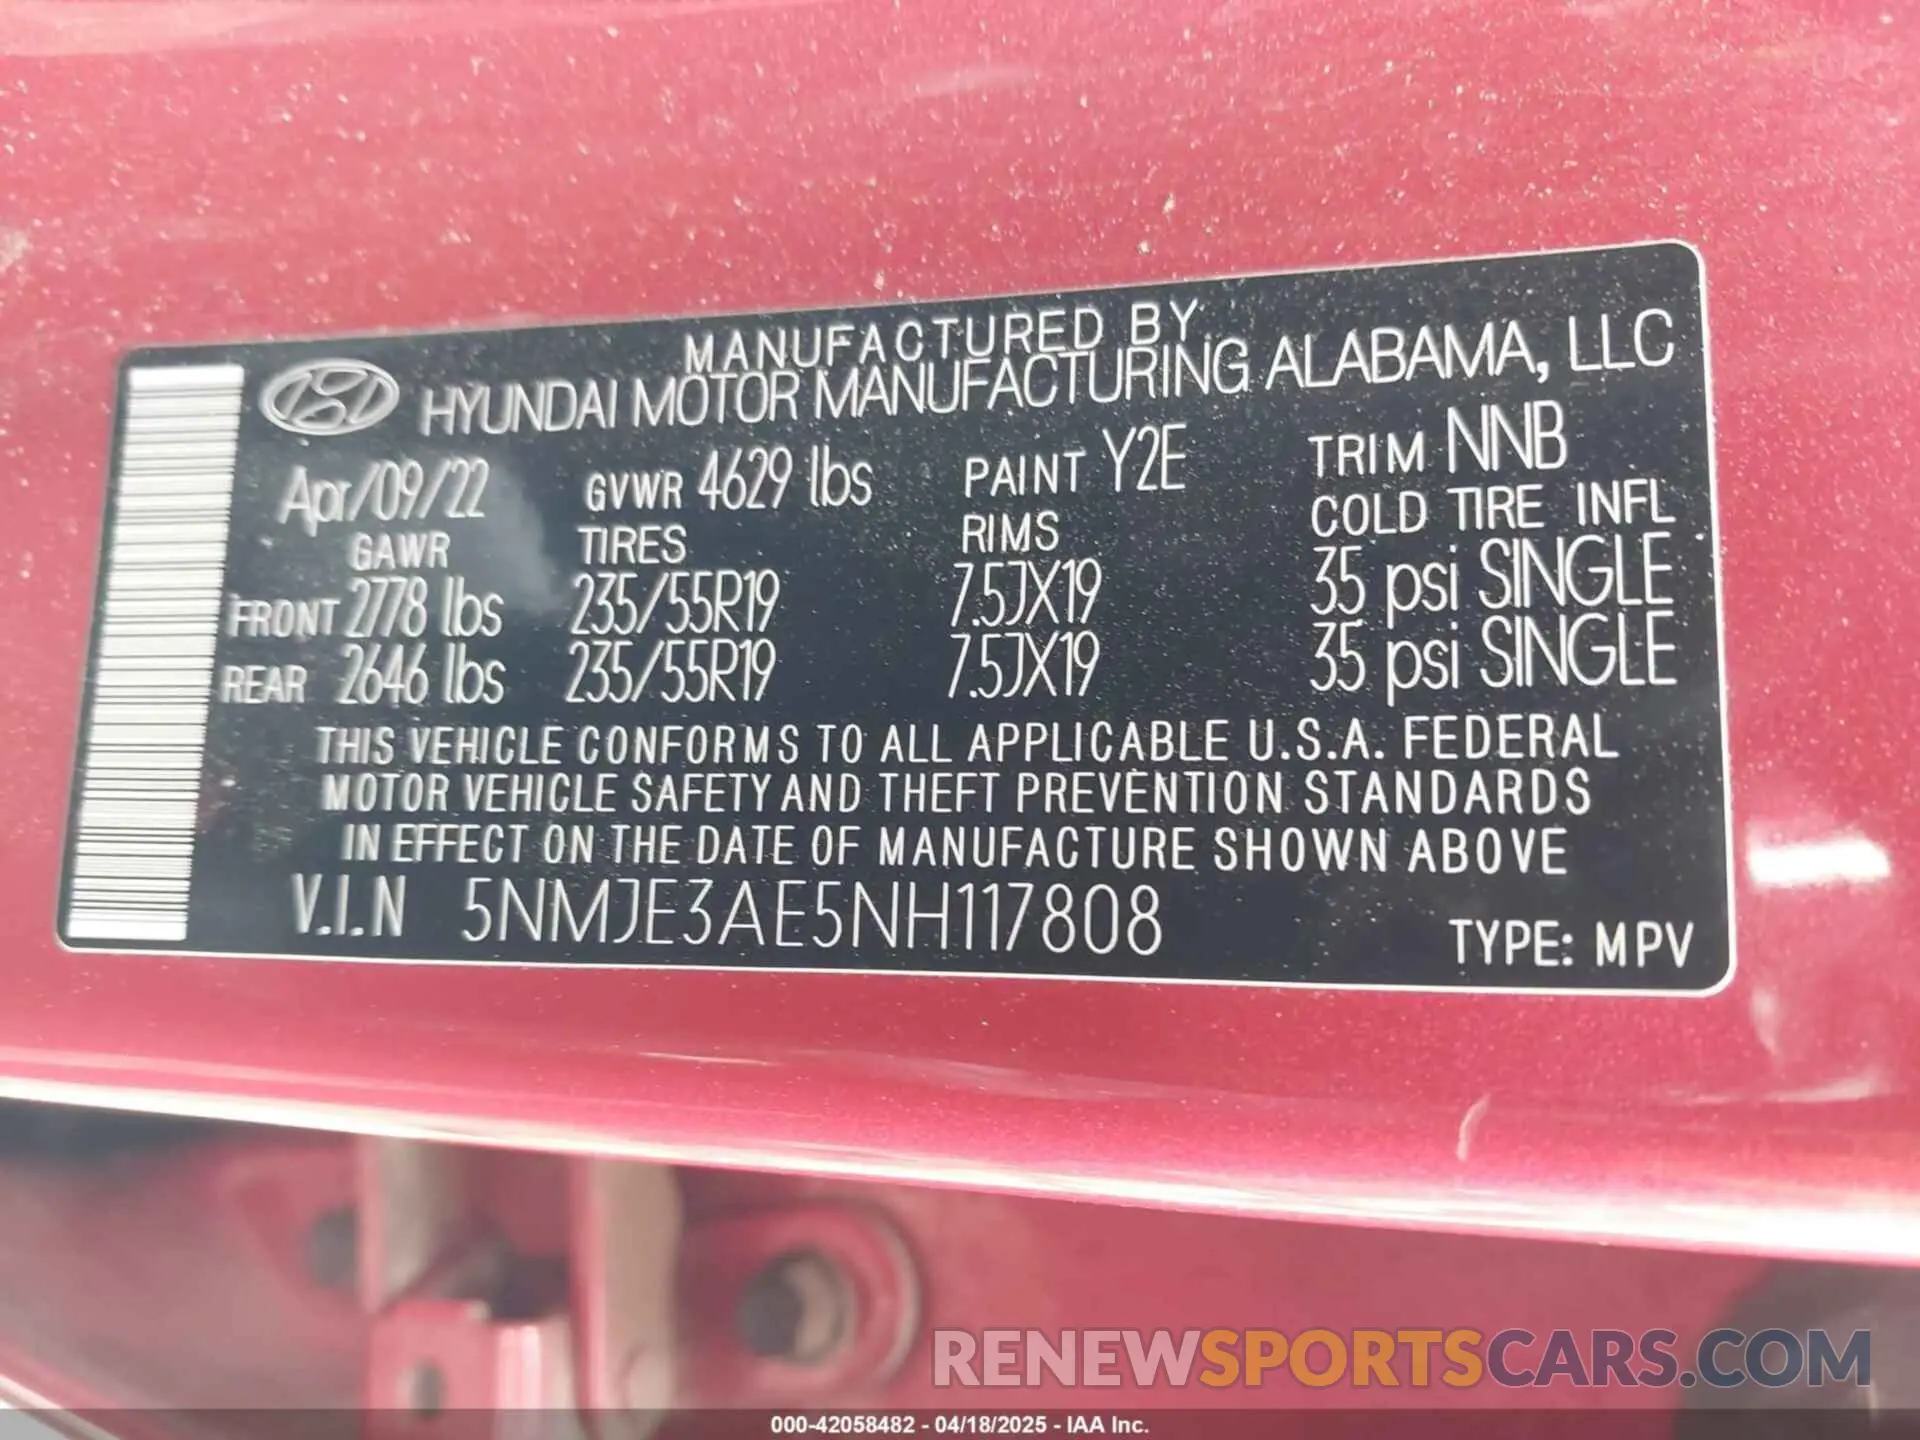 MANUFACTURED BY
HYUNDAI MOTOR MANUFACTURING ALABAMA, LLC
Apr/09/22 GVWR 4629 lbs PAINT Y2E TRIM NNB
GAWR TIRES RIMS COLD TIRE INFL
FRONT 2778 lbs 235/55R19 7.5JX19 35 psi SINGLE
REAR 2646 lbs 235/55R19 7.5JX19 35 psi SINGLE
THIS VEHICLE CONFORMS TO ALL APPLICABLE U.S.A. FEDERAL
MOTOR VEHICLE SAFETY AND THEFT PREVENTION STANDARDS
IN EFFECT ON THE DATE OF MANUFACTURE SHOWN ABOVE
V.I.N 5NMJE3AE5NH117808
TYPE: MPV
RENEWSPORTSCARS.COM
000-42058482 - 04/18/2025 - IAA Inc.